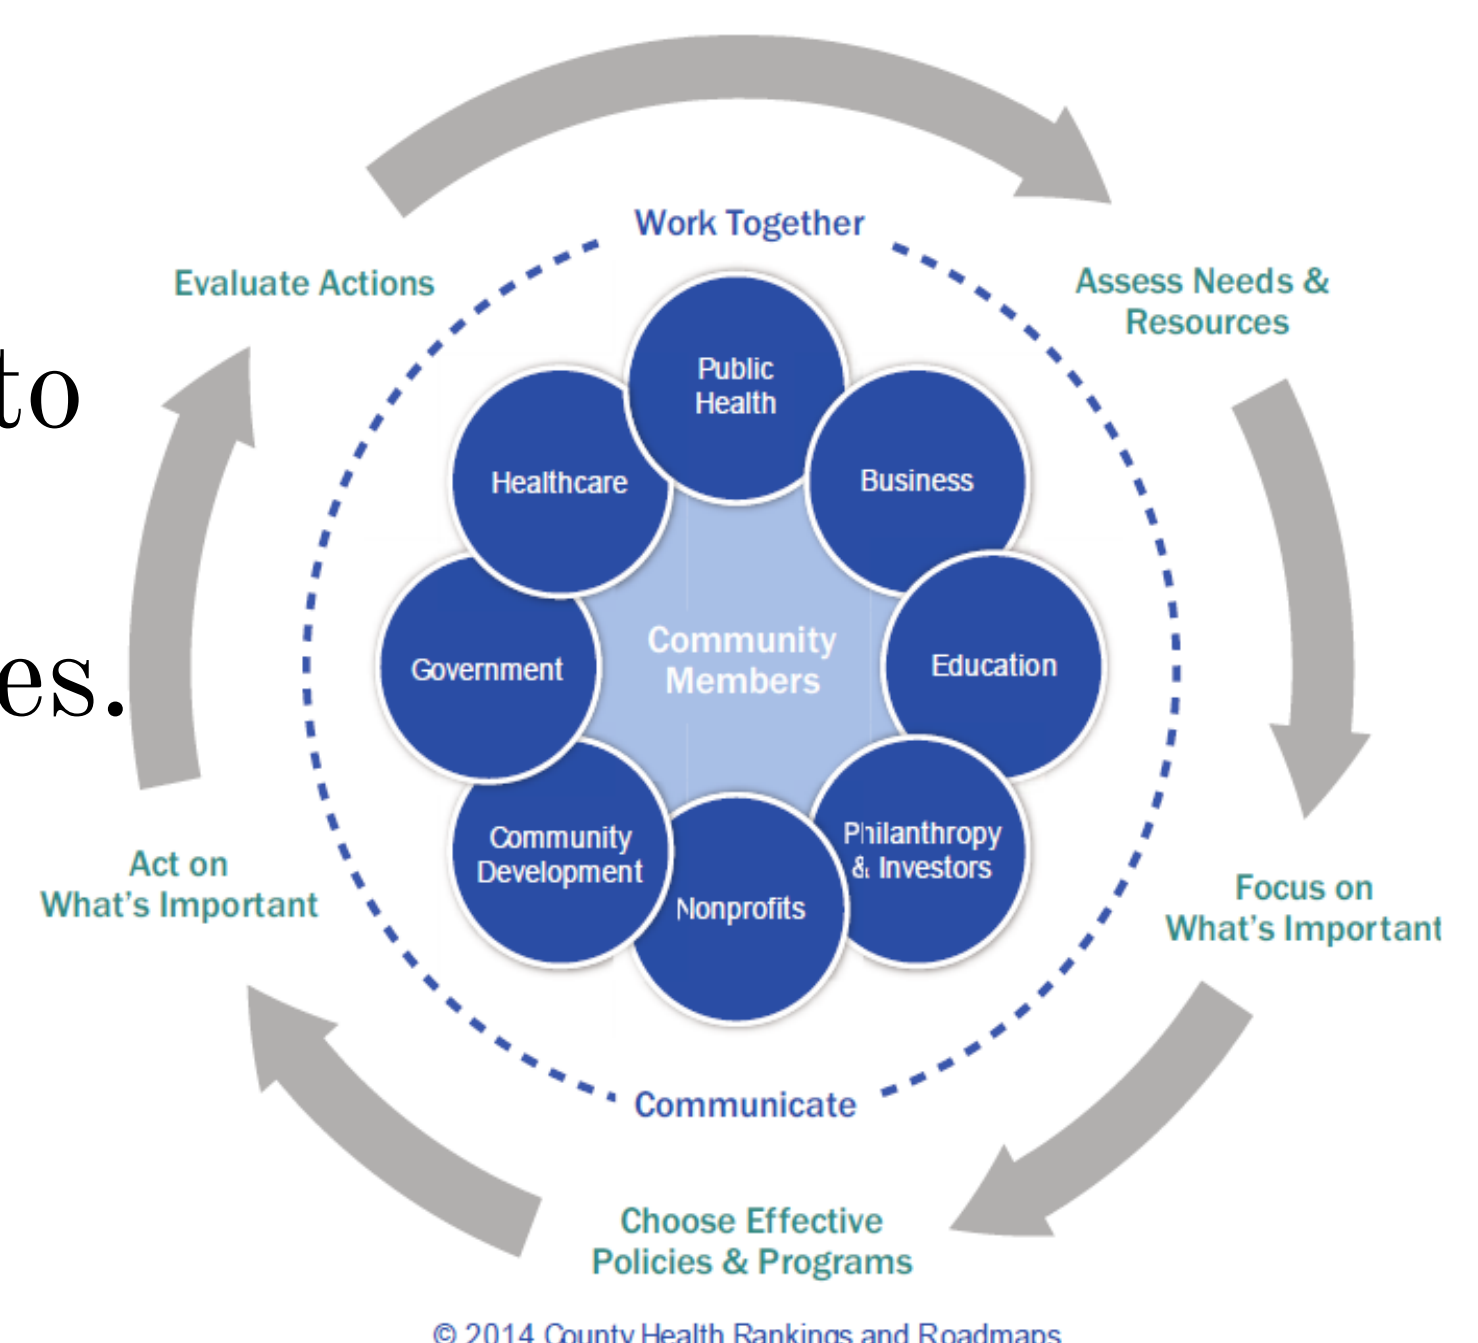 Work Together
Evaluate Actions
Assess Needs &
Resources
to
Public
Health
Healthcare
Business
Community
Members
Government
Education
es.
Community
Development
Philanthropy
& Investors
Nonprofits
Act on
What's Important
Focus on
What's Important
Communicate
Choose Effective
Policies & Programs
© 2014 County Health Rankings and Roadmaps